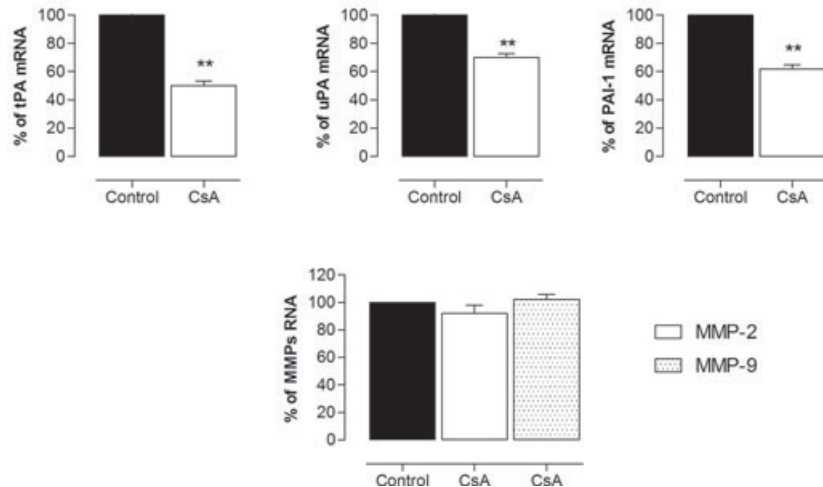 % of tPA mRNA
100
80
60
40
20
0
**
Control CsA
% of uPA mRNA
100
80
60
40
20
0
**
Control CsA
% of PAI-1 mRNA
100
80
60
40
20
0
**
Control CsA
% of MMPs RNA
120
100
80
60
40
20
0
Control CsA CsA
MMP-2
MMP-9